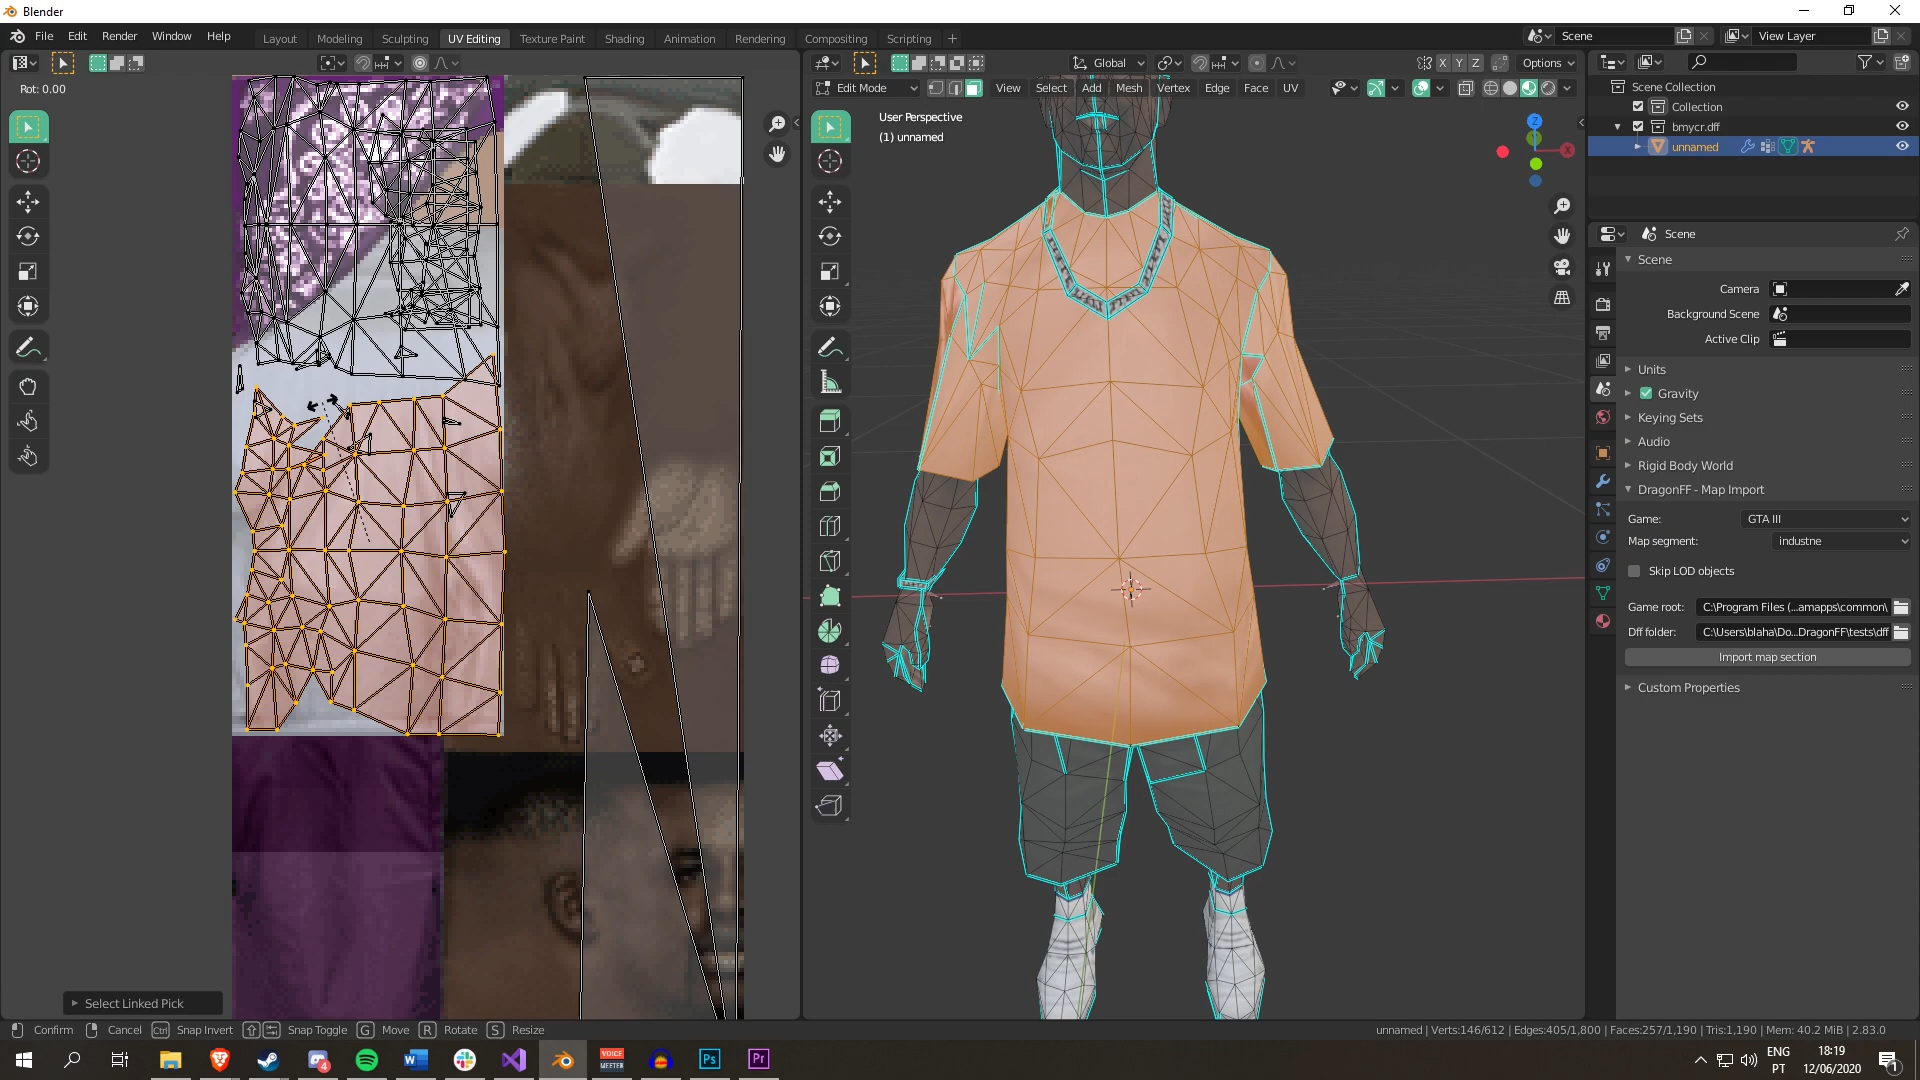 Blender
File Edit Render Window Help
Layout Modeling Sculpting UV Editing Texture Paint Shading Animation Rendering Compositing Scripting
Scene
View Layer
Rot: 0.00
Global
X Y Z
Options
Edit Mode
View Select Add Mesh Vertex Edge Face UV
User Perspective
(1) unnamed
Z
X
Scene Collection
Collection
bmycr.dff
unnamed
Scene
Scene
Camera
Background Scene
Active Clip
Units
Gravity
Keying Sets
Audio
Rigid Body World
DragonFF - Map Import
Game: GTA III
Map segment: industne
Skip LOD objects
Game root: C:\Program Files (...amapps\common\
Dff folder: C:\Users\blaha\Do...DragonFF\tests\dff
Import map section
Custom Properties
Select Linked Pick
Confirm Cancel Ctrl Snap Invert Snap Toggle G Move R Rotate S Resize
unnamed | Verts:146/612 | Edges:405/1,800 | Faces:257/1,190 | Tris:1,190 | Mem: 40.2 MiB | 2.83.0
4
W
VOICE
MEETER
Ps
Pr
ENG
PT
18:19
12/06/2020
1